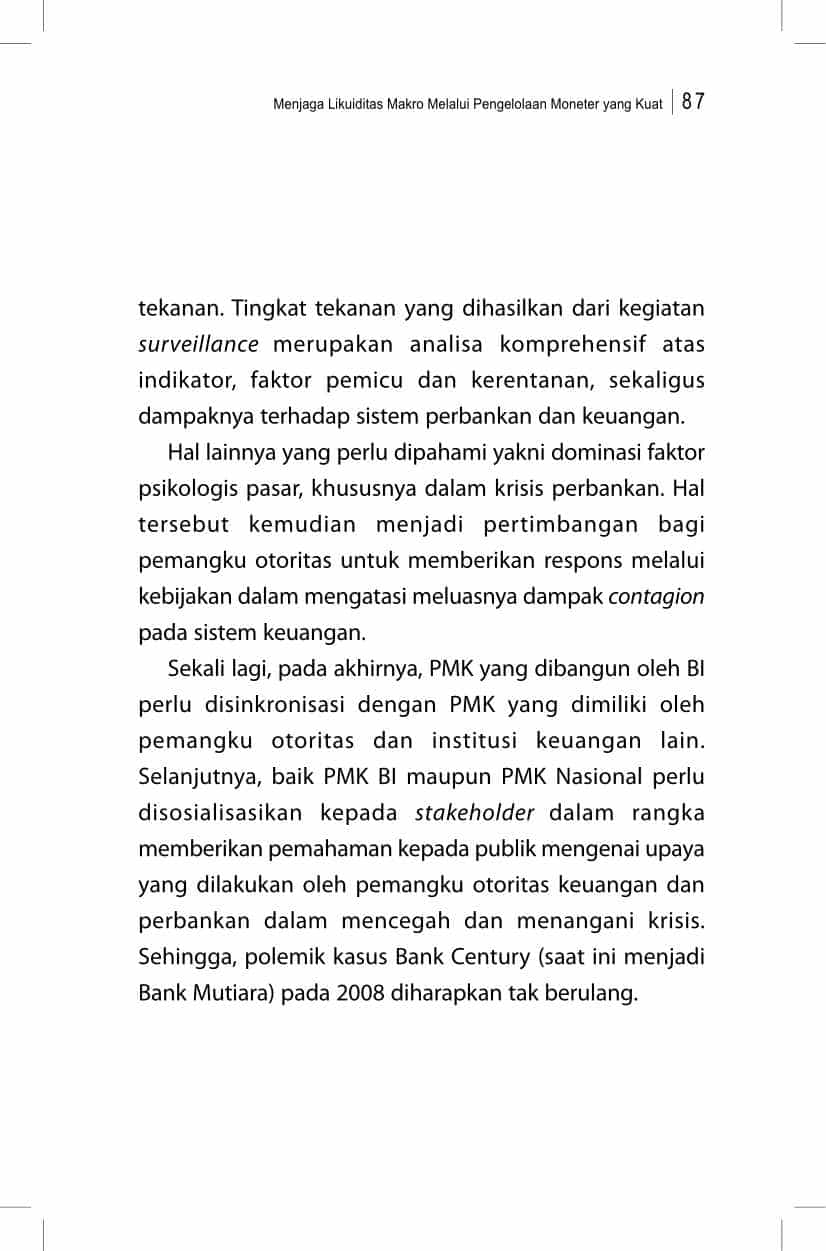 Menjaga Likuiditas Makro Melalui Pengelolaan Moneter yang Kuat 87
tekanan. Tingkat tekanan yang dihasilkan dari kegiatan
surveillance merupakan analisa komprehensif atas
indikator, faktor pemicu dan kerentanan, sekaligus
dampaknya terhadap sistem perbankan dan keuangan.
Hal lainnya yang perlu dipahami yakni dominasi faktor
psikologis pasar, khususnya dalam krisis perbankan. Hal
tersebut kemudian menjadi pertimbangan bagi
pemangku otoritas untuk memberikan respons melalui
kebijakan dalam mengatasi meluasnya dampak contagion
pada sistem keuangan.
Sekali lagi, pada akhirnya, PMK yang dibangun oleh BI
perlu disinkronisasi dengan PMK yang dimiliki oleh
pemangku otoritas dan institusi keuangan lain.
Selanjutnya, baik PMK BI maupun PMK Nasional perlu
disosialisasikan kepada stakeholder dalam rangka
memberikan pemahaman kepada publik mengenai upaya
yang dilakukan oleh pemangku otoritas keuangan dan
perbankan dalam mencegah dan menangani krisis.
Sehingga, polemik kasus Bank Century (saat ini menjadi
Bank Mutiara) pada 2008 diharapkan tak berulang.